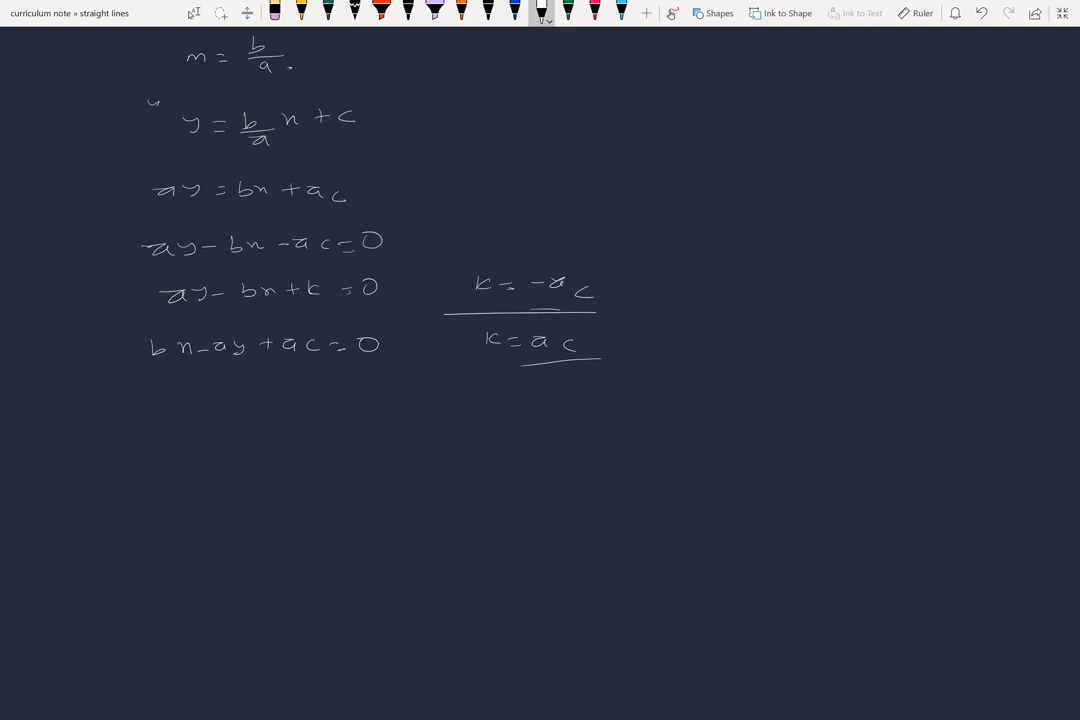 curriculum note » straight lines
Shapes Ink to Shape Ink to Text Ruler
m = b/a.
y = b/a x + c
ay = bx + ac
ay - bx - ac = 0
ay - bx + k = 0 k = -ac
bx - ay + ac = 0 k = ac